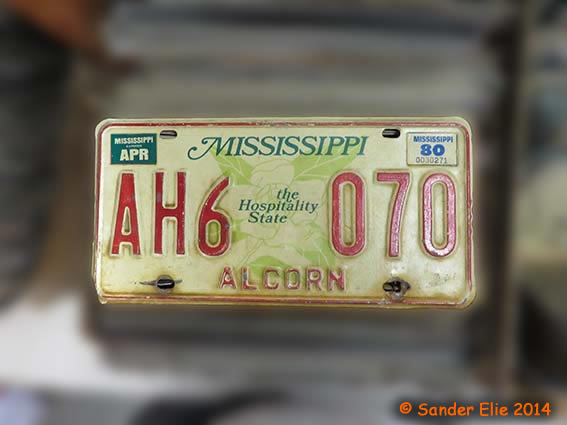 MISSISSIPPI
APR
MISSISSIPPI
MISSISSIPPI
80
0030271
AH6 070
the
Hospitality
State
ALCORN
© Sander Elie 2014